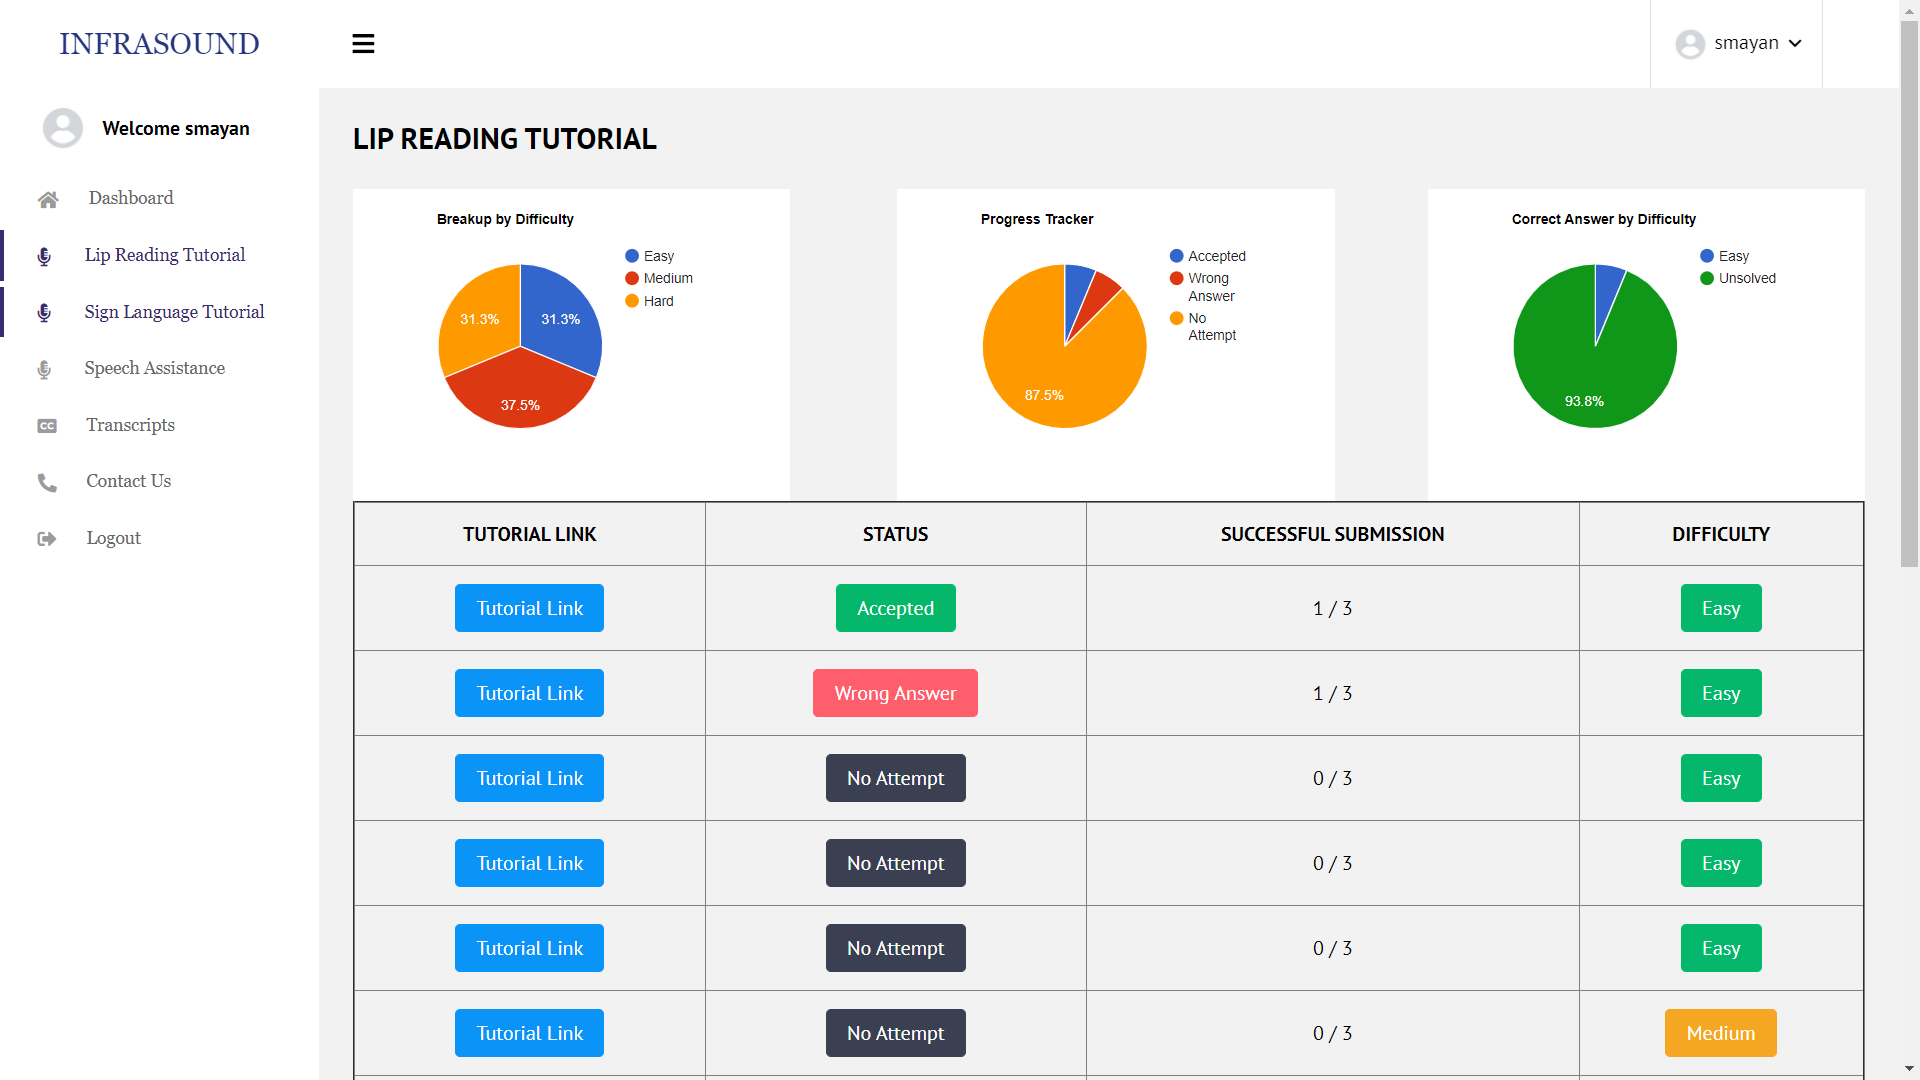 INFRASOUND
smayan
Welcome smayan
Dashboard
Lip Reading Tutorial
Sign Language Tutorial
Speech Assistance
CC
Transcripts
Contact Us
Logout
LIP READING TUTORIAL
Breakup by Difficulty
Easy
Medium
Hard
31.3%
31.3%
37.5%
Progress Tracker
Accepted
Wrong
Answer
No
Attempt
87.5%
Correct Answer by Difficulty
Easy
Unsolved
93.8%
TUTORIAL LINK STATUS SUCCESSFUL SUBMISSION DIFFICULTY
Tutorial Link Accepted 1 / 3 Easy
Tutorial Link Wrong Answer 1 / 3 Easy
Tutorial Link No Attempt 0 / 3 Easy
Tutorial Link No Attempt 0 / 3 Easy
Tutorial Link No Attempt 0 / 3 Easy
Tutorial Link No Attempt 0 / 3 Medium